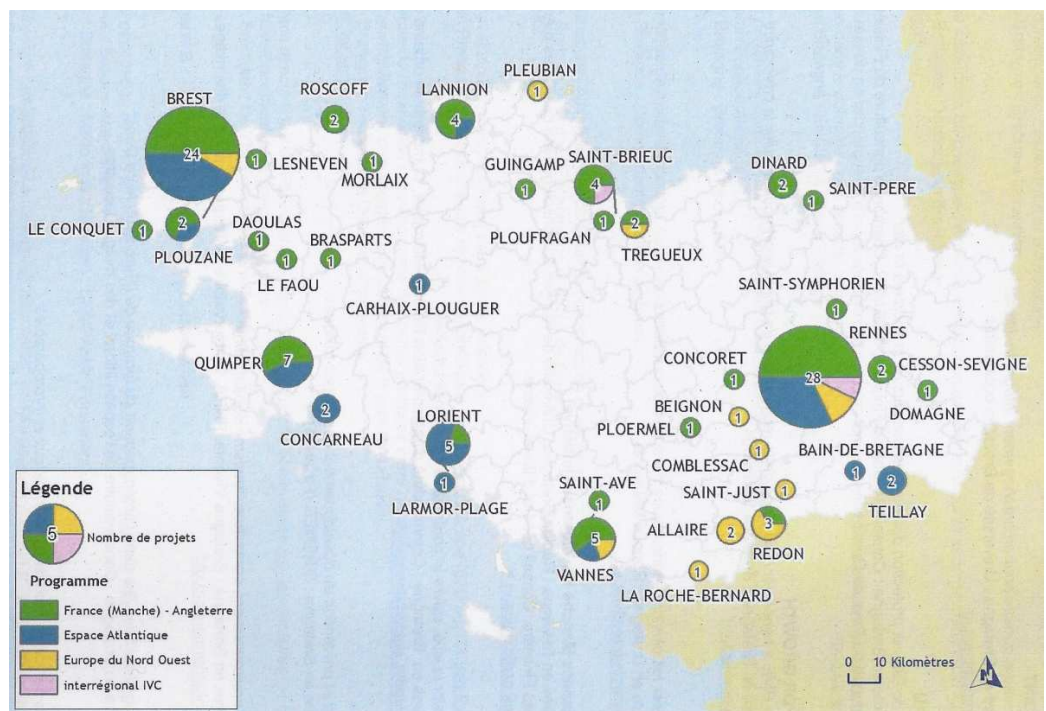 PLEUBIAN
1
ROSCOFF
2
LANNION
4
BREST
24
LESNEVEN
1
MORLAIX
1
GUINGAMP
1
SAINT-BRIEUC
4
DINARD
2
SAINT-PERE
1
LE CONQUET
1
PLOUZANE
2
DAOULAS
1
LE FAOU
1
BRASPARTS
1
PLOUFRAGAN
1
TREGUEUX
2
CARHAIX-PLOUGUER
1
SAINT-SYMPHORIEN
1
RENNES
28
QUIMPER
7
CONCORET
1
CESSON-SEVIGNE
2
DOMAGNE
1
CONCARNEAU
2
BEIGNON
1
PLOERMEL
1
LORIENT
5
LARMOR-PLAGE
1
COMBLESSAC
1
BAIN-DE-BRETAGNE
1
TEILLAY
2
SAINT-AVE
1
SAINT-JUST
1
ALLAIRE
2
REDON
3
VANNES
5
LA ROCHE-BERNARD
1
Légende
5
Nombre de projets
Programme
France (Manche) - Angleterre
Espace Atlantique
Europe du Nord Ouest
interrégional IVC
0 10 Kilomètres
N